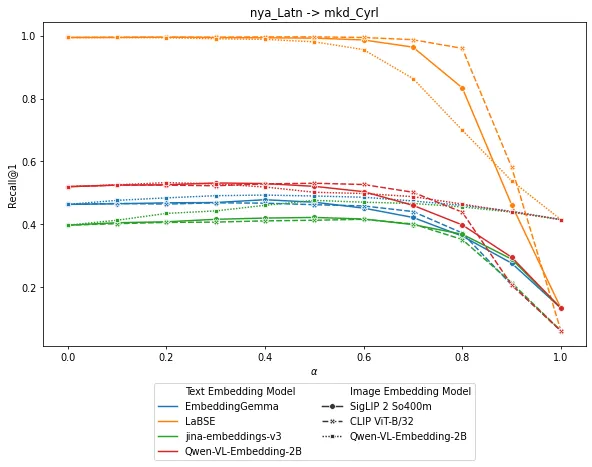 nya_Latn -> mkd_Cyrl
Recall@1
1.0
0.8
0.6
0.4
0.2
0.0 0.2 0.4 0.6 0.8 1.0
α
Text Embedding Model Image Embedding Model
EmbeddingGemma SigLIP 2 So400m
LaBSE CLIP ViT-B/32
jina-embeddings-v3 Qwen-VL-Embedding-2B
Qwen-VL-Embedding-2B